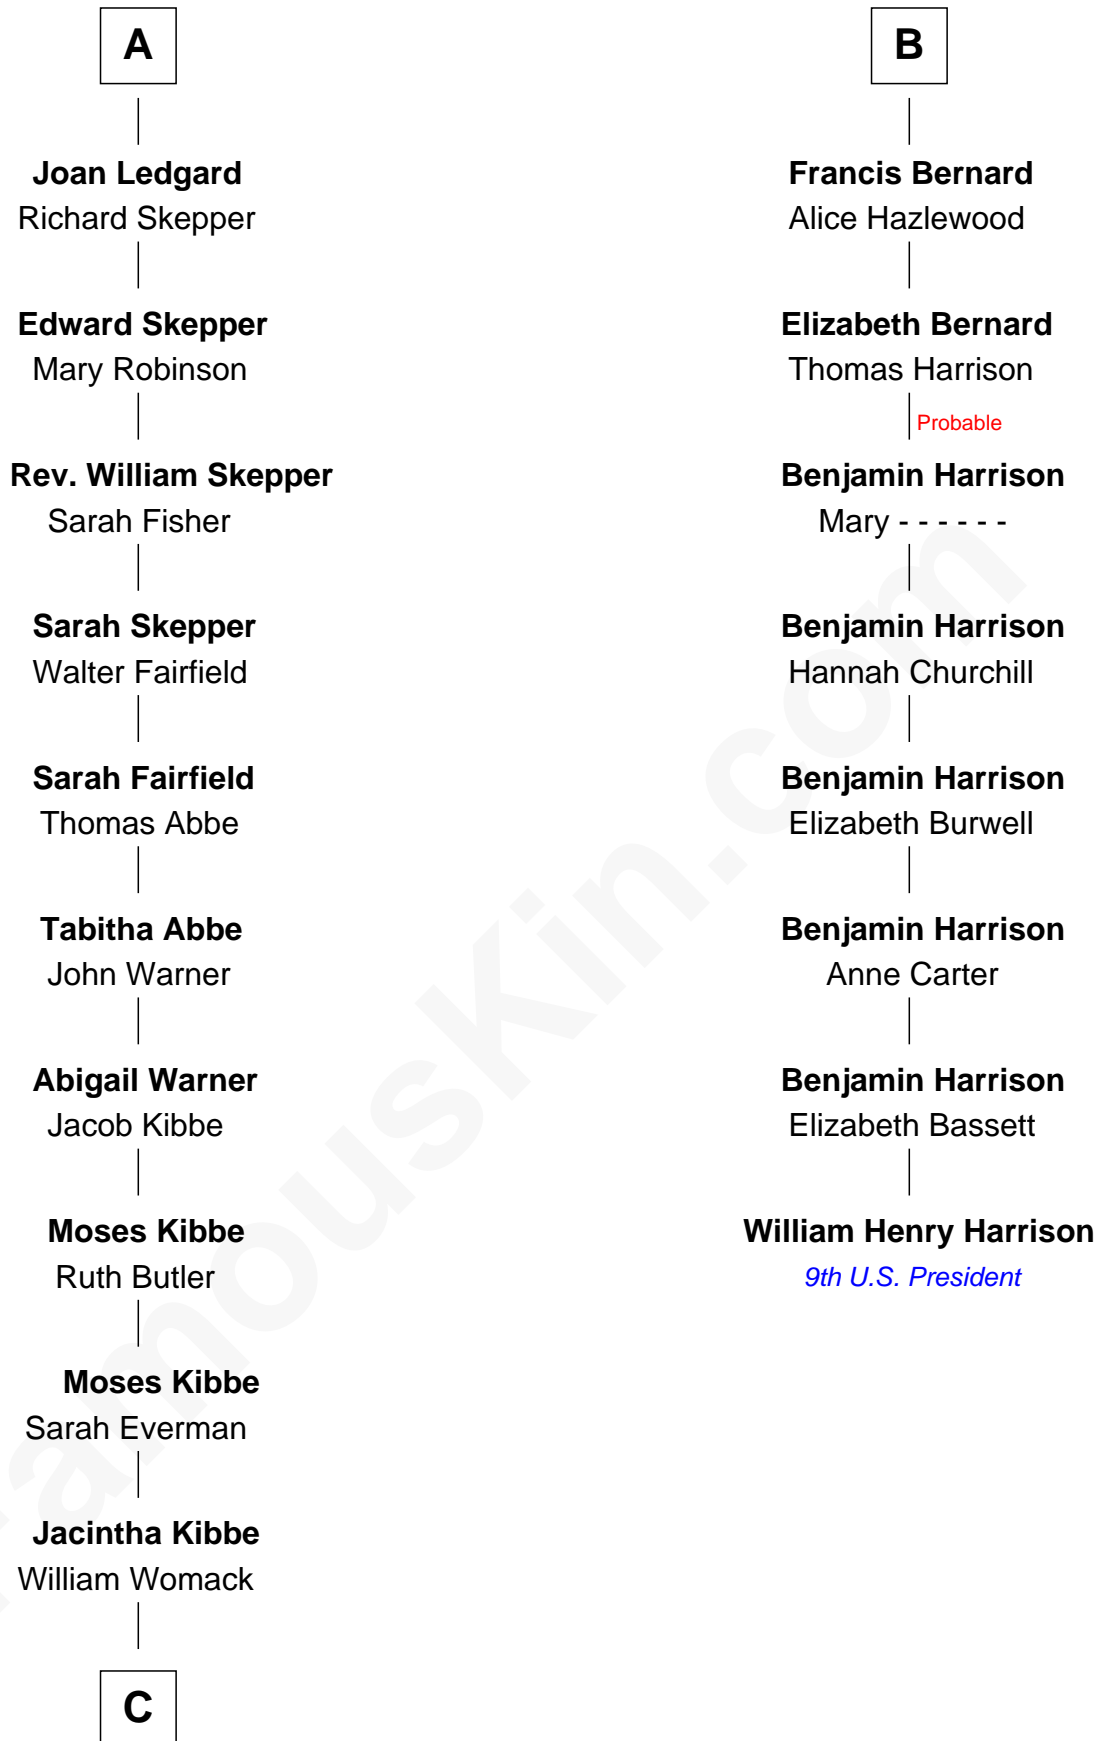 A
Joan Ledgard
Richard Skepper
Edward Skepper
Mary Robinson
Rev. William Skepper
Sarah Fisher
Sarah Skepper
Walter Fairfield
Sarah Fairfield
Thomas Abbe
Tabitha Abbe
John Warner
Abigail Warner
Jacob Kibbe
Moses Kibbe
Ruth Butler
Moses Kibbe
Sarah Everman
Jacintha Kibbe
William Womack
C
B
Francis Bernard
Alice Hazlewood
Elizabeth Bernard
Thomas Harrison
Probable
Benjamin Harrison
Mary - - - - - -
Benjamin Harrison
Hannah Churchill
Benjamin Harrison
Elizabeth Burwell
Benjamin Harrison
Anne Carter
Benjamin Harrison
Elizabeth Bassett
William Henry Harrison
9th U.S. President
FamousKin.com